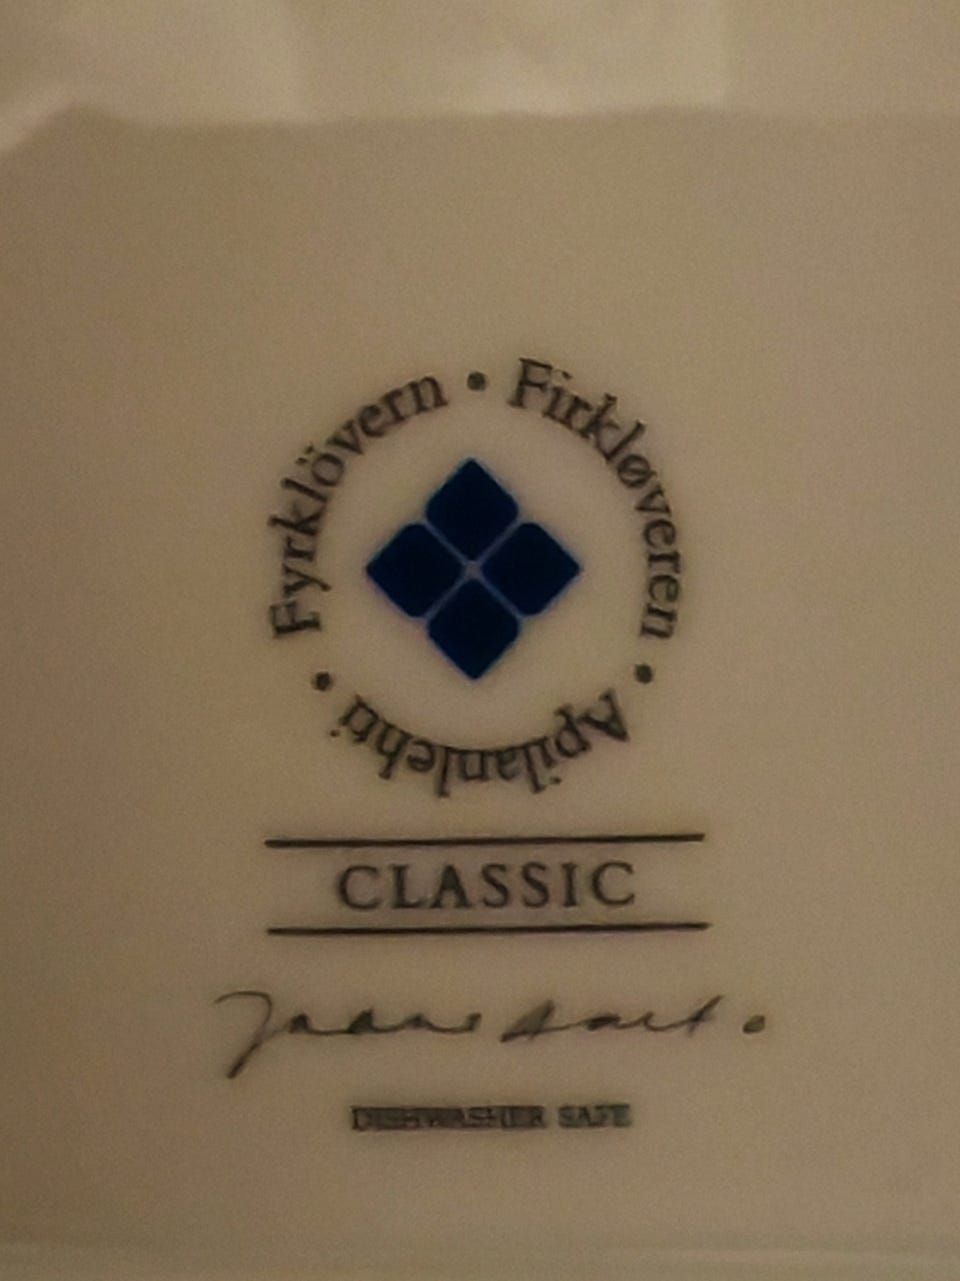 Fyrklövern • Firkløveren • Apilanlehti •
CLASSIC
DISHWASHER SAFE